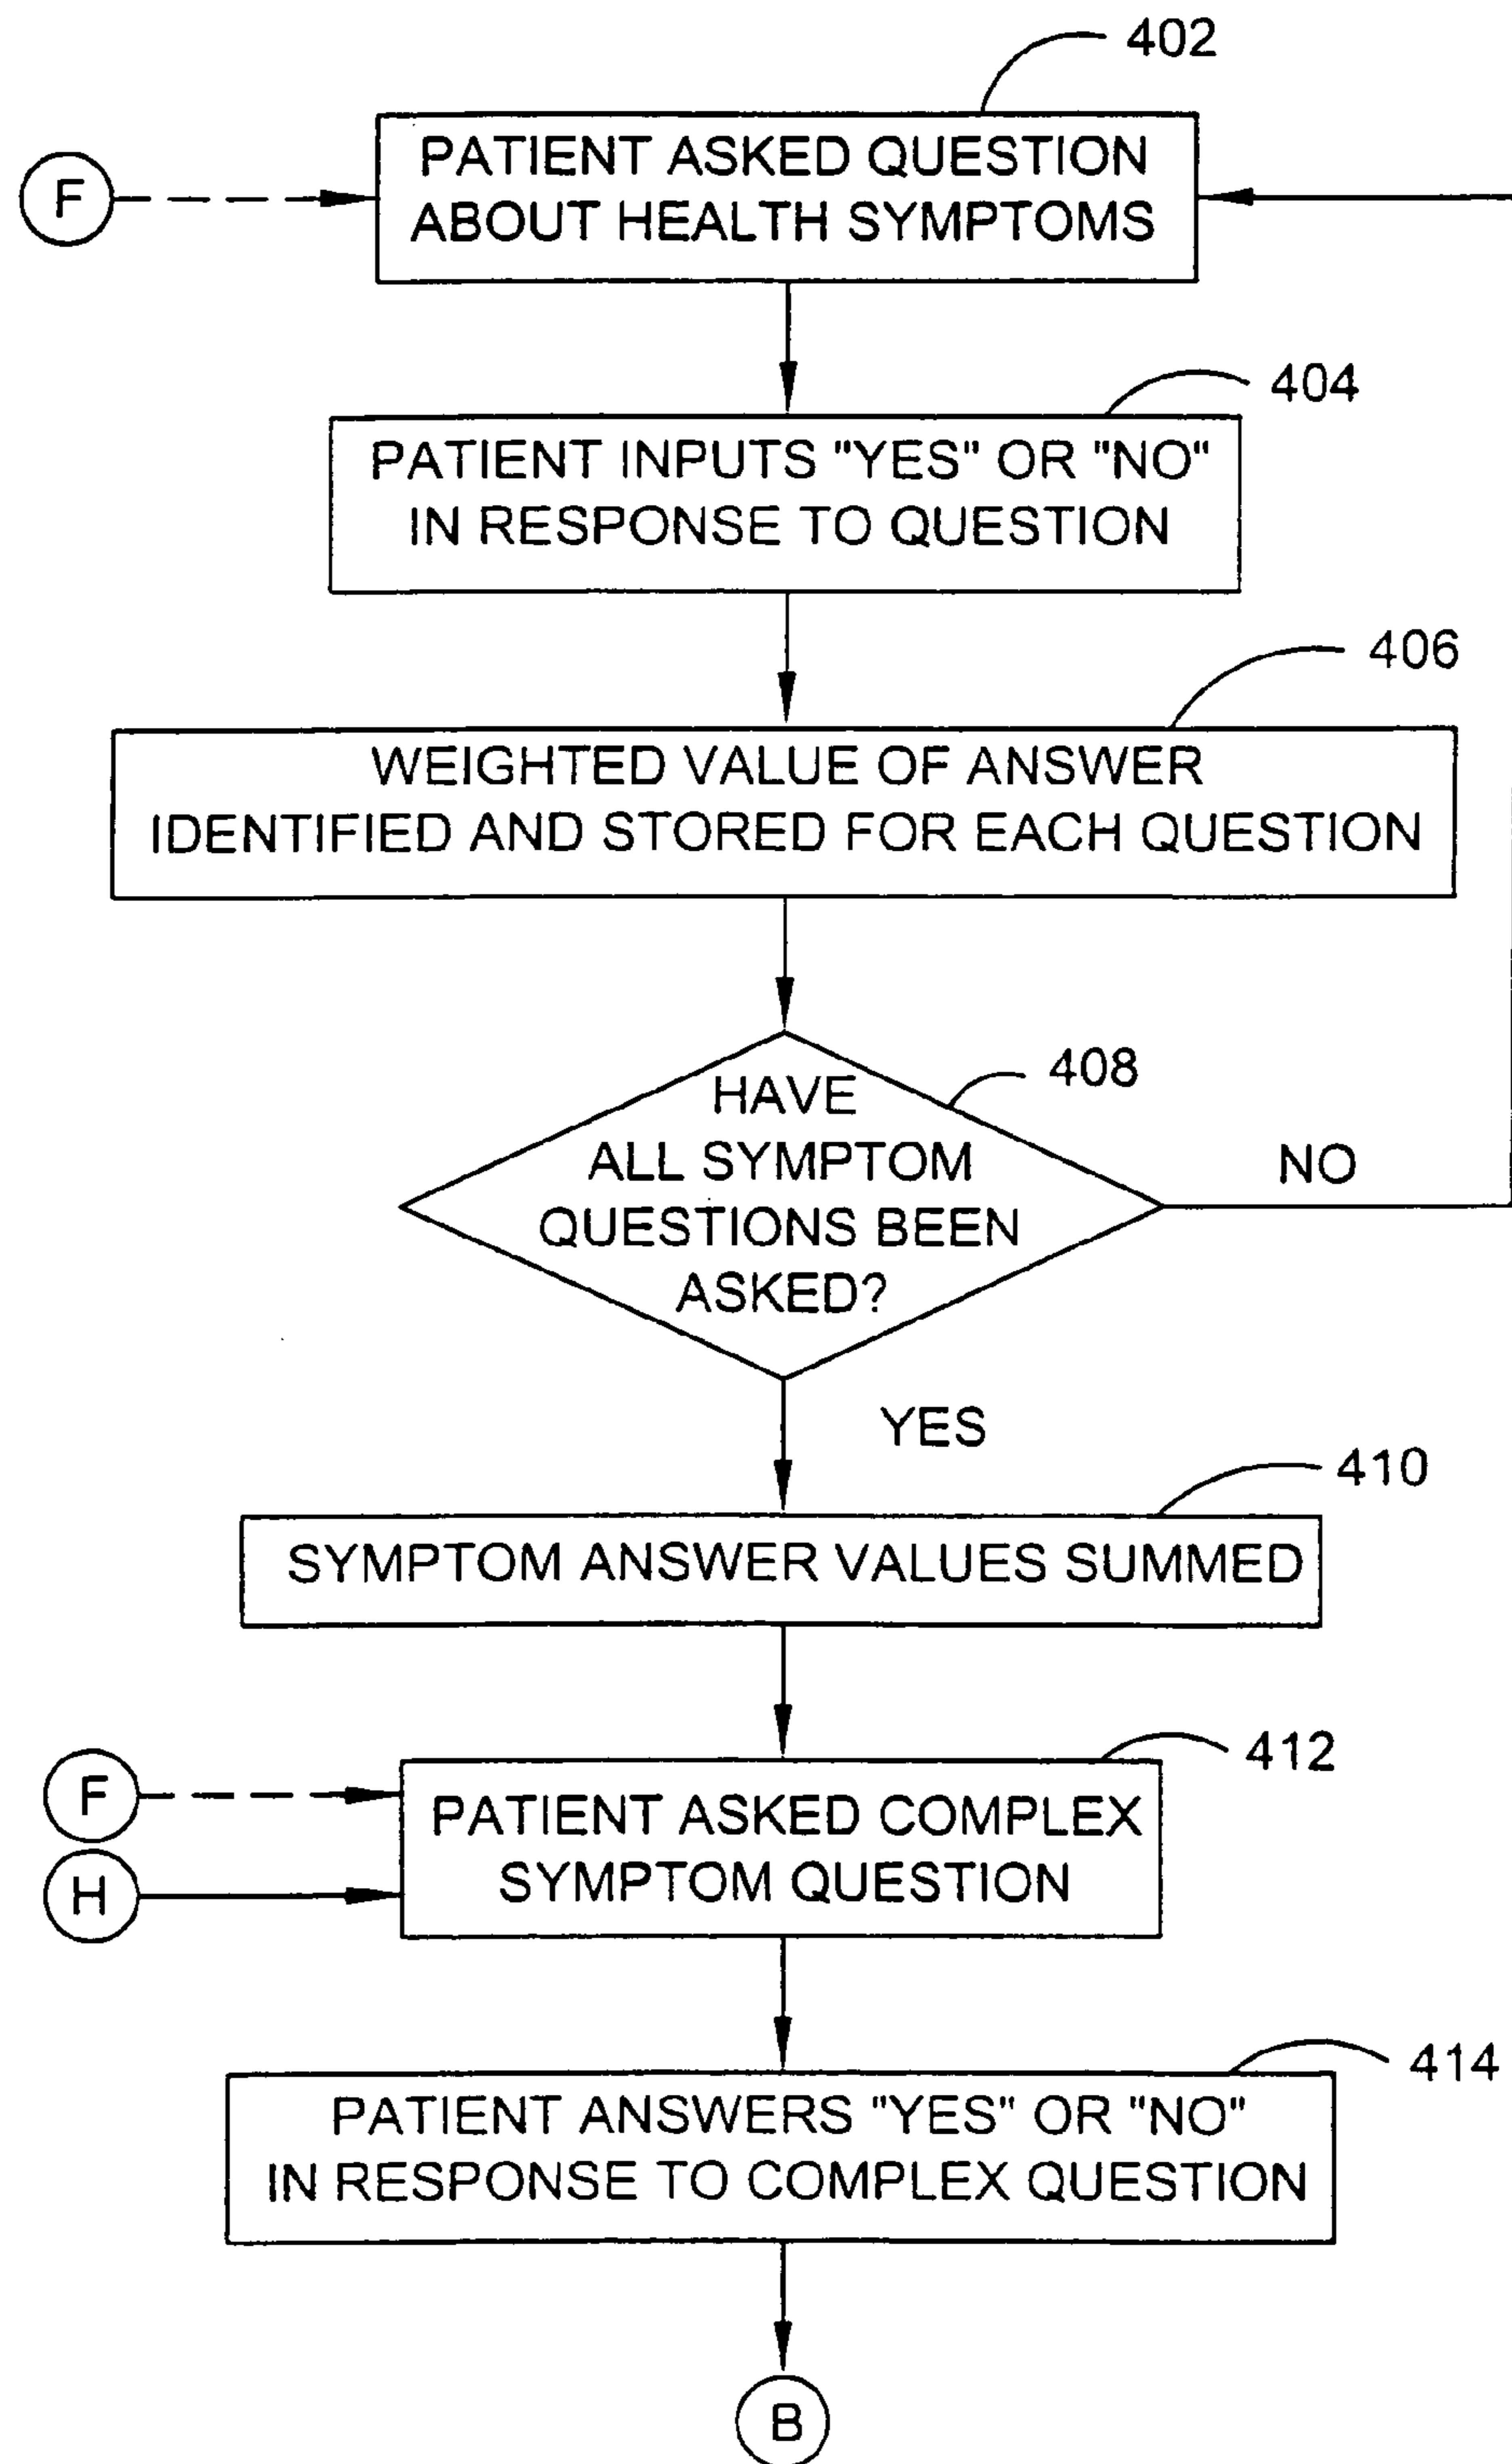 402
PATIENT ASKED QUESTION
ABOUT HEALTH SYMPTOMS
F
404
PATIENT INPUTS "YES" OR "NO"
IN RESPONSE TO QUESTION
406
WEIGHTED VALUE OF ANSWER
IDENTIFIED AND STORED FOR EACH QUESTION
408
HAVE
ALL SYMPTOM
QUESTIONS BEEN
ASKED?
NO
YES
410
SYMPTOM ANSWER VALUES SUMMED
412
F
PATIENT ASKED COMPLEX
SYMPTOM QUESTION
H
414
PATIENT ANSWERS "YES" OR "NO"
IN RESPONSE TO COMPLEX QUESTION
B